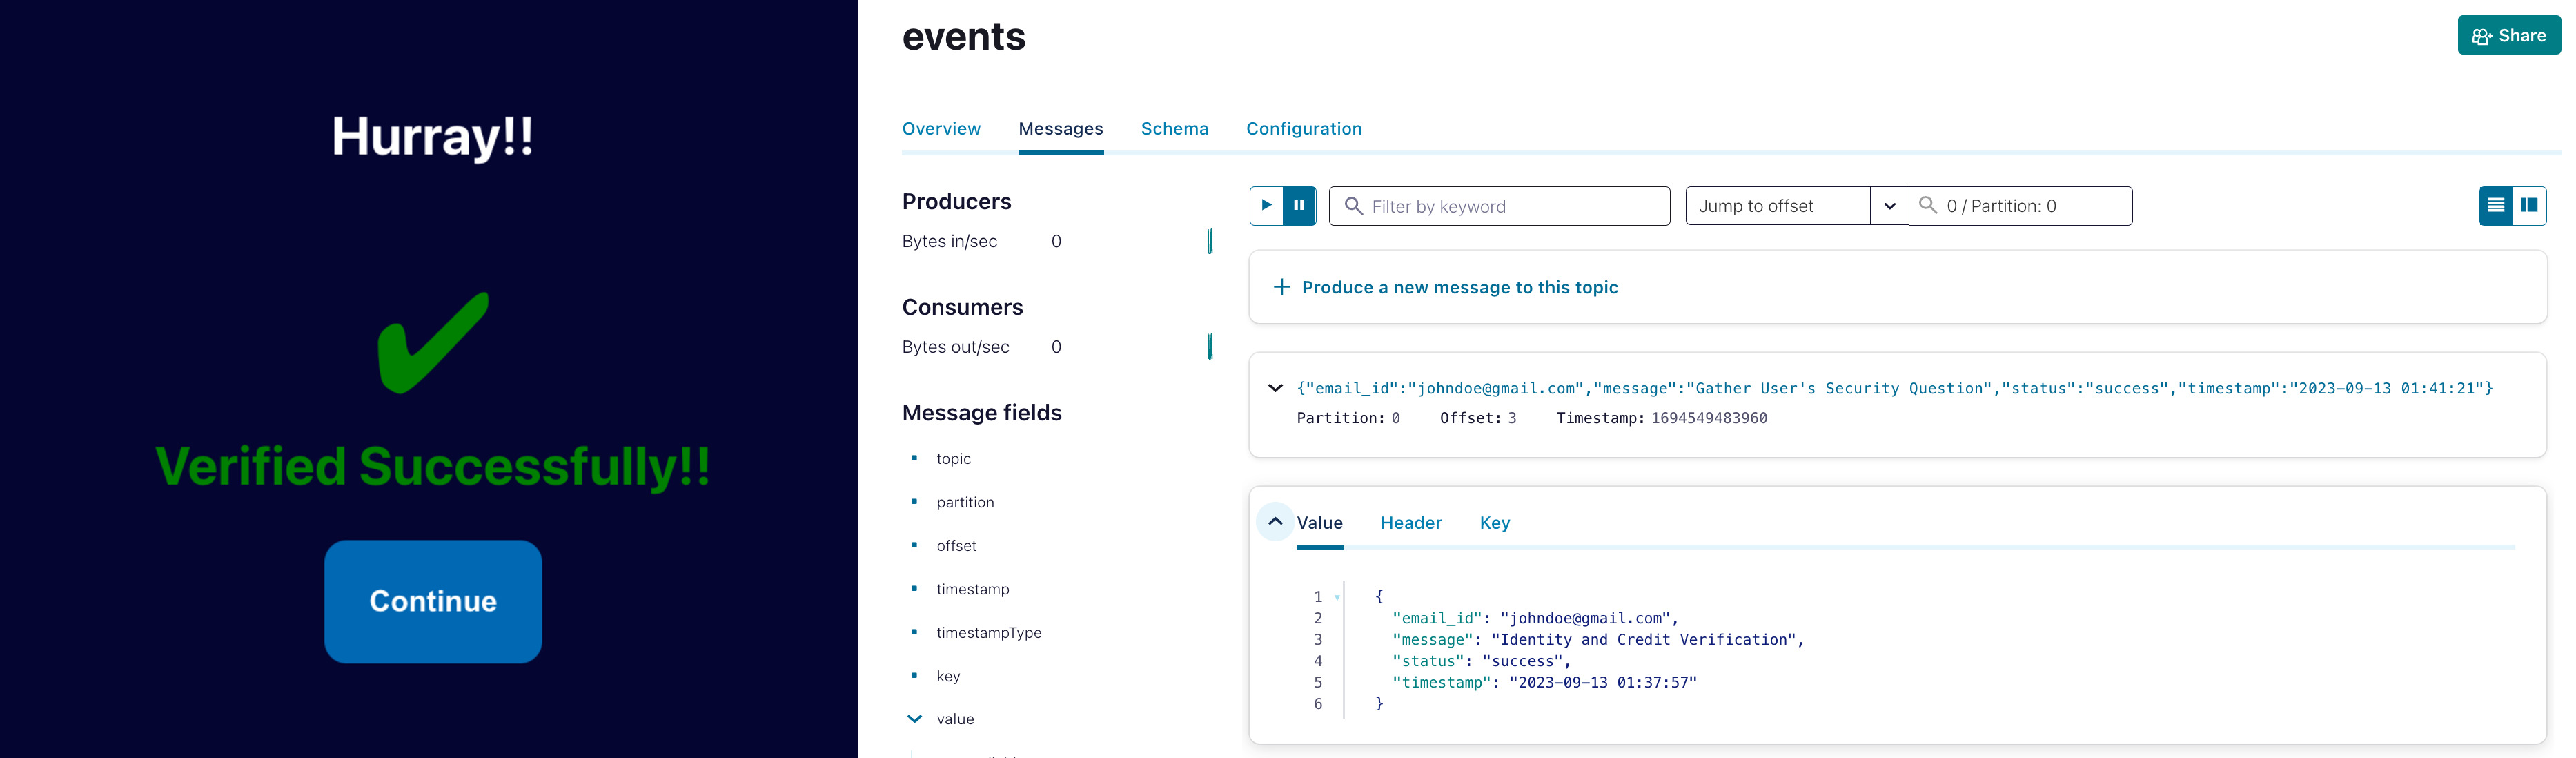 Hurray!!
Verified Successfully!!
Continue
events
Share
Overview Messages Schema Configuration
Producers
Bytes in/sec 0
Consumers
Bytes out/sec 0
Message fields
topic
partition
offset
timestamp
timestampType
key
value
Filter by keyword
Jump to offset
0 / Partition: 0
Produce a new message to this topic
{"email_id":"johndoe@gmail.com","message":"Gather User's Security Question","status":"success","timestamp":"2023-09-13 01:41:21"}
Partition: 0 Offset: 3 Timestamp: 1694549483960
Value Header Key
1 {
2 "email_id": "johndoe@gmail.com",
3 "message": "Identity and Credit Verification",
4 "status": "success",
5 "timestamp": "2023-09-13 01:37:57"
6 }